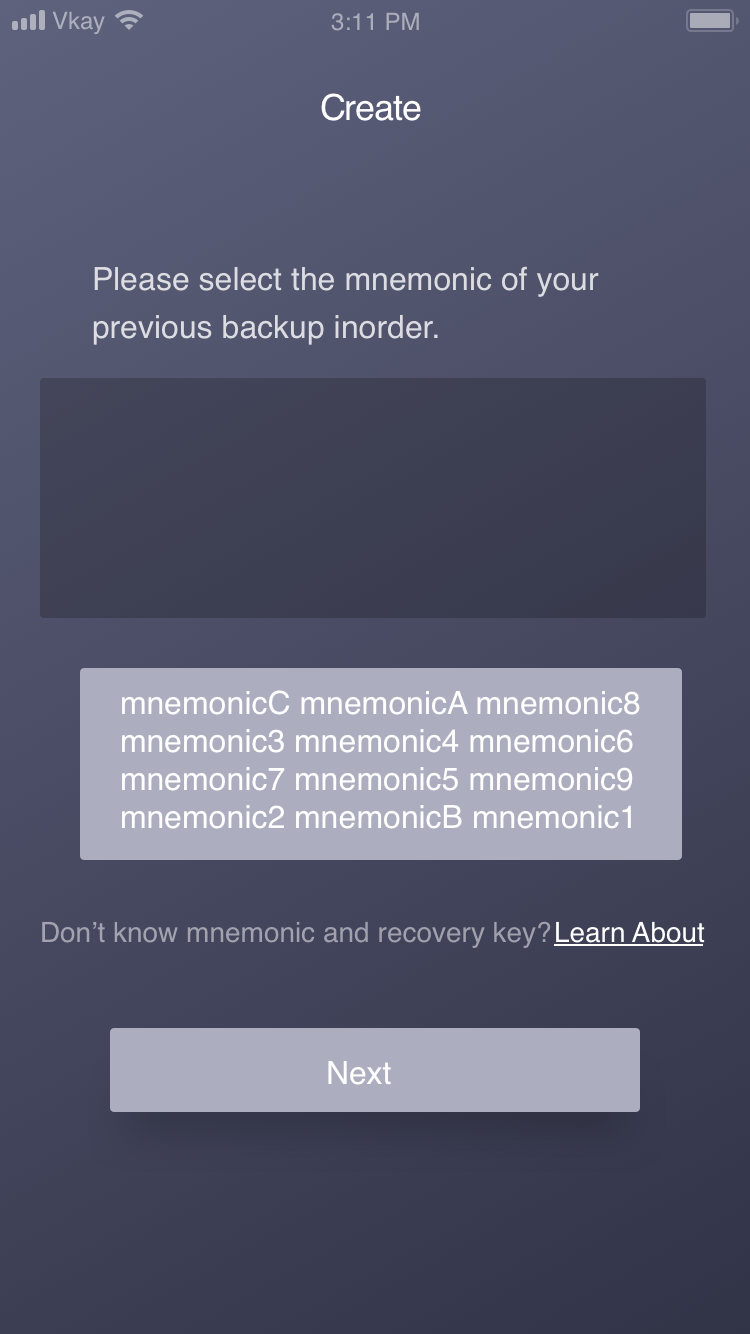 Vkay 3:11 PM
Create
Please select the mnemonic of your
previous backup inorder.
mnemonicC mnemonicA mnemonic8
mnemonic3 mnemonic4 mnemonic6
mnemonic7 mnemonic5 mnemonic9
mnemonic2 mnemonicB mnemonic1
Don’t know mnemonic and recovery key?Learn About
Next